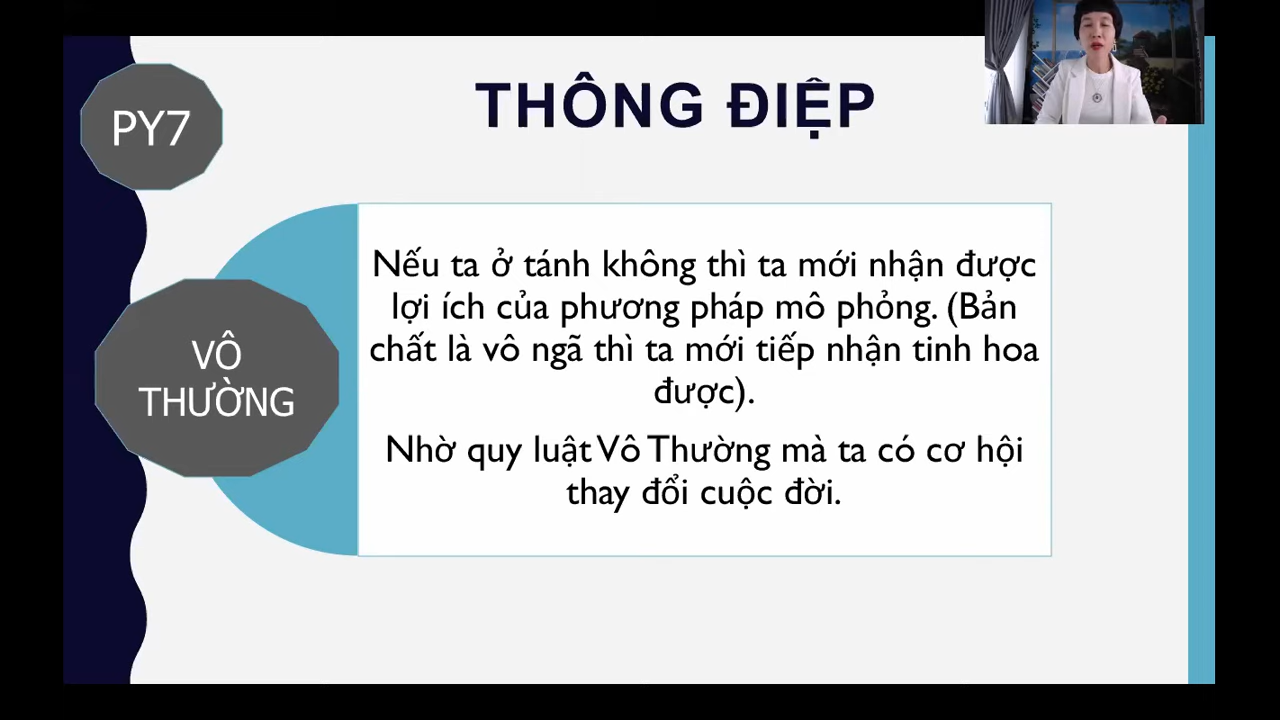 PY7
THÔNG ĐIỆP
VÔ
THƯỜNG
Nếu ta ở tánh không thì ta mới nhận được
lợi ích của phương pháp mô phỏng. (Bản
chất là vô ngã thì ta mới tiếp nhận tinh hoa
được).
Nhờ quy luật Vô Thường mà ta có cơ hội
thay đổi cuộc đời.